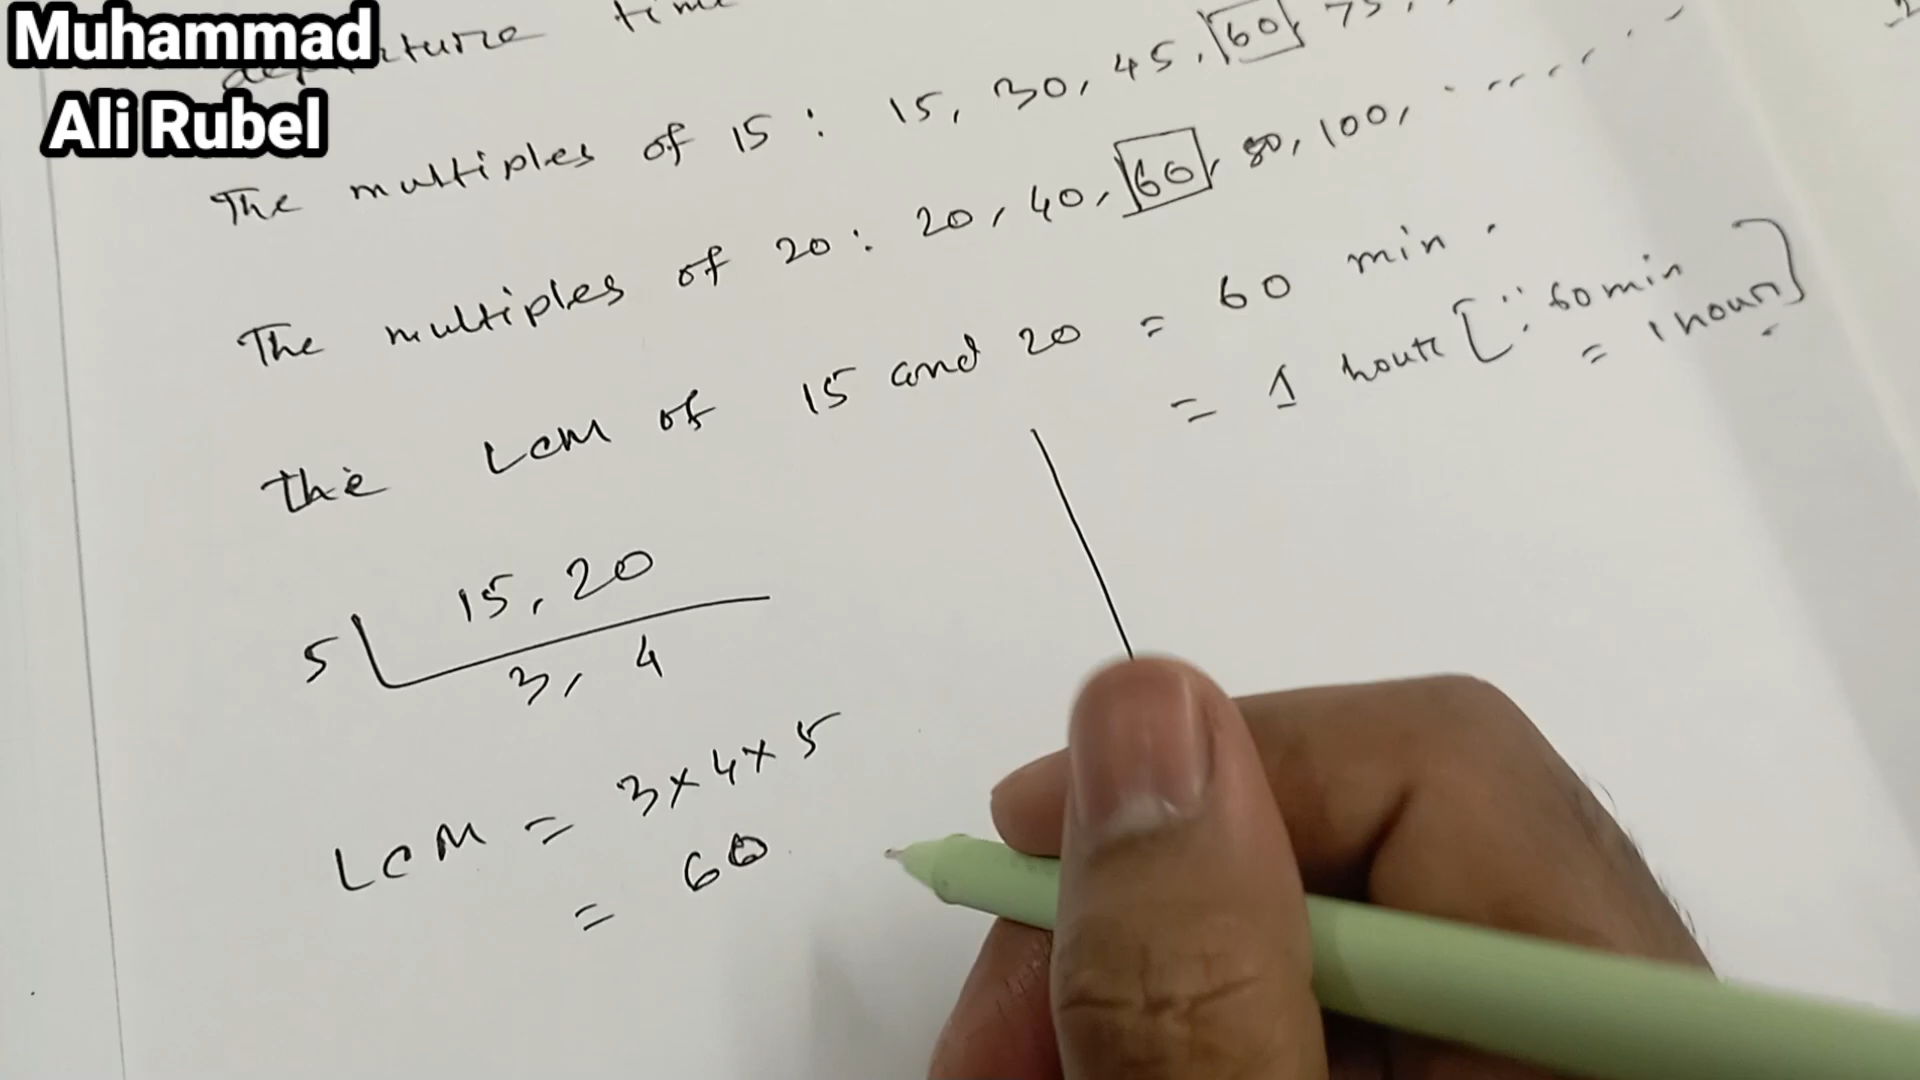 Muhammad
Ali Rubel
departure time
The multiples of 15 : 15, 30, 45, 60, 75,
The multiples of 20 : 20, 40, 60, 80, 100, ........
the LCM of 15 and 20 = 60 min.
= 1 hour [∵ 60 min
= 1 hour]
15, 20
5
3, 4
LCM = 3×4×5
= 60